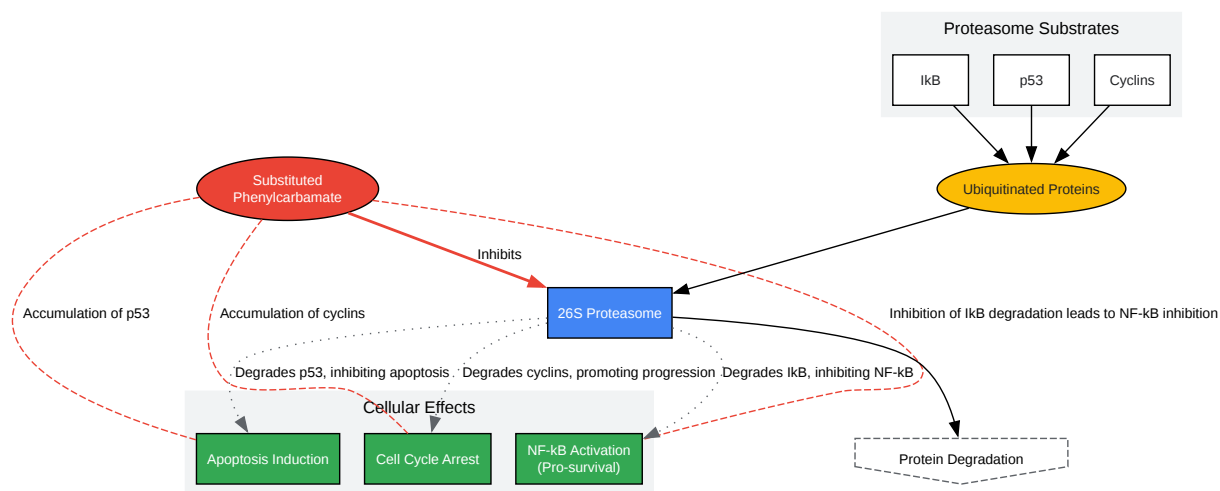 Proteasome Substrates
IkB
p53
Cyclins
Substituted
Phenylcarbamate
Ubiquitinated Proteins
Inhibits
Accumulation of p53
Accumulation of cyclins
26S Proteasome
Inhibition of IkB degradation leads to NF-kB inhibition
Degrades p53, inhibiting apoptosis
Degrades cyclins, promoting progression
Degrades IkB, inhibiting NF-kB
Cellular Effects
Apoptosis Induction
Cell Cycle Arrest
NF-kB Activation
(Pro-survival)
Protein Degradation